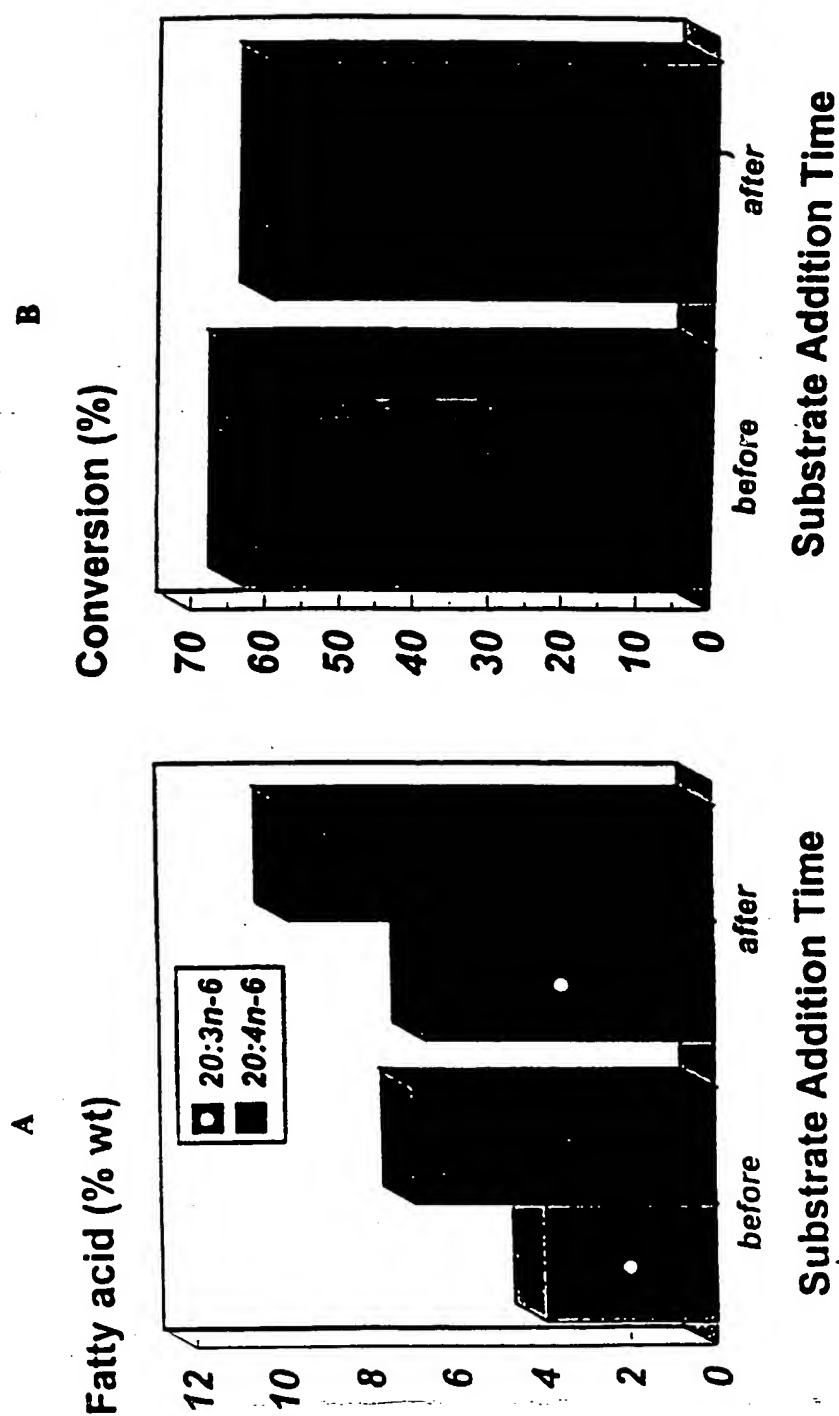 A
Fatty acid (% wt)
12
10
8
6
4
2
0
20:3n-6
20:4n-6
before
after
Substrate Addition Time
B
Conversion (%)
70
60
50
40
30
20
10
0
before
after
Substrate Addition Time